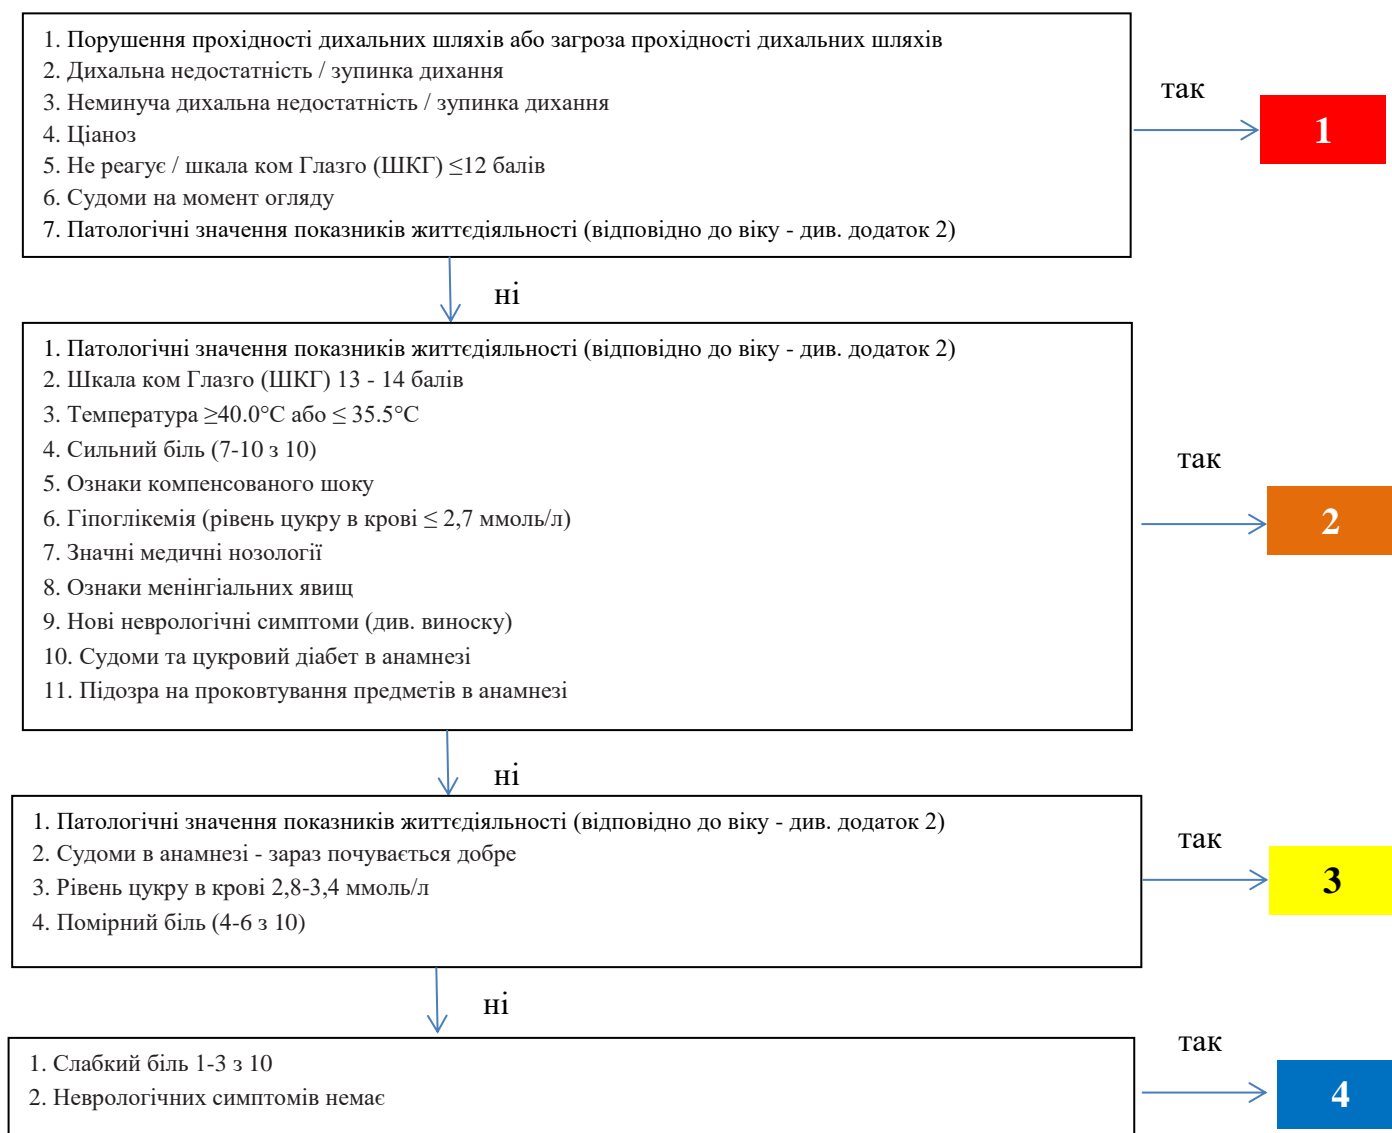 1. Порушення прохідності дихальних шляхів або загроза прохідності дихальних шляхів
2. Дихальна недостатність / зупинка дихання
3. Неминуча дихальна недостатність / зупинка дихання
4. Ціаноз
5. Не реагує / шкала ком Глазго (ШКГ) ≤12 балів
6. Судоми на момент огляду
7. Патологічні значення показників життєдіяльності (відповідно до віку - див. додаток 2)
так
1
ні
1. Патологічні значення показників життєдіяльності (відповідно до віку - див. додаток 2)
2. Шкала ком Глазго (ШКГ) 13 - 14 балів
3. Температура ≥40.0°C або ≤ 35.5°C
4. Сильний біль (7-10 з 10)
5. Ознаки компенсованого шоку
6. Гіпоглікемія (рівень цукру в крові ≤ 2,7 ммоль/л)
7. Значні медичні нозології
8. Ознаки менінгіальних явищ
9. Нові неврологічні симптоми (див. виноску)
10. Судоми та цукровий діабет в анамнезі
11. Підозра на проковтування предметів в анамнезі
так
2
ні
1. Патологічні значення показників життєдіяльності (відповідно до віку - див. додаток 2)
2. Судоми в анамнезі - зараз почувається добре
3. Рівень цукру в крові 2,8-3,4 ммоль/л
4. Помірний біль (4-6 з 10)
так
3
ні
1. Слабкий біль 1-3 з 10
2. Неврологічних симптомів немає
так
4